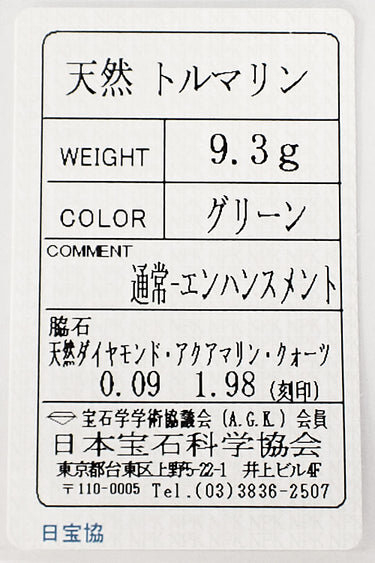 天然 トルマリン
WEIGHT 9.3g
COLOR グリーン
COMMENT
通常-エンハンスメント
脇石
天然ダイヤモンド・アクアマリン・クォーツ
0.09 1.98 (刻印)
宝石学学術協議会 (A.G.K.) 会員
日本宝石科学協会
東京都台東区上野5-22-1 井上ビル4F
〒110-0005 Tel.(03)3836-2507
日宝協